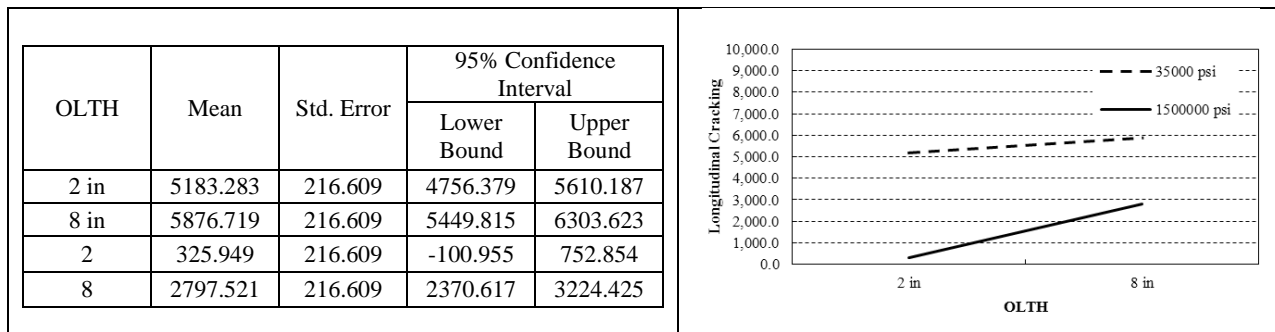 OLTH Mean Std. Error 95% Confidence Interval
Lower Bound Upper Bound
2 in 5183.283 216.609 4756.379 5610.187
8 in 5876.719 216.609 5449.815 6303.623
2 325.949 216.609 -100.955 752.854
8 2797.521 216.609 2370.617 3224.425
Longitudinal Cracking
10,000.0
9,000.0
8,000.0
7,000.0
6,000.0
5,000.0
4,000.0
3,000.0
2,000.0
1,000.0
0.0
35000 psi
1500000 psi
2 in 8 in
OLTH